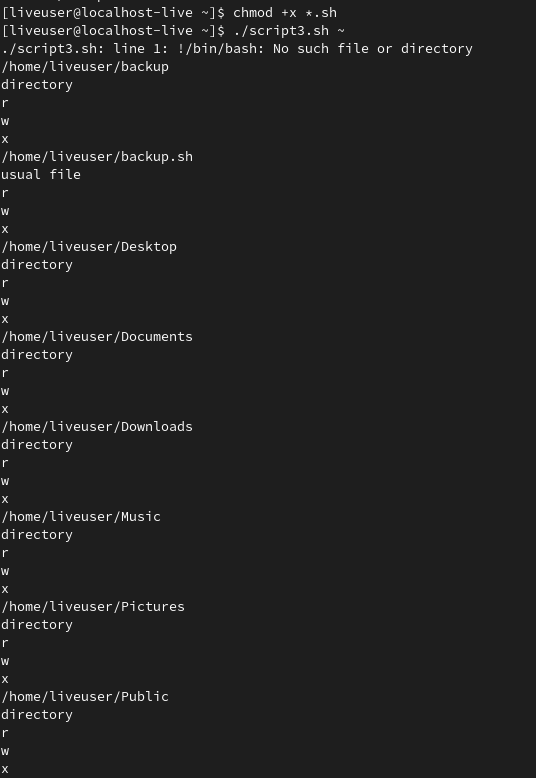 [liveuser@localhost-live ~]$ chmod +x *.sh
[liveuser@localhost-live ~]$ ./script3.sh ~
./script3.sh: line 1: !/bin/bash: No such file or directory
/home/liveuser/backup
directory
r
w
x
/home/liveuser/backup.sh
usual file
r
w
x
/home/liveuser/Desktop
directory
r
w
x
/home/liveuser/Documents
directory
r
w
x
/home/liveuser/Downloads
directory
r
w
x
/home/liveuser/Music
directory
r
w
x
/home/liveuser/Pictures
directory
r
w
x
/home/liveuser/Public
directory
r
w
x